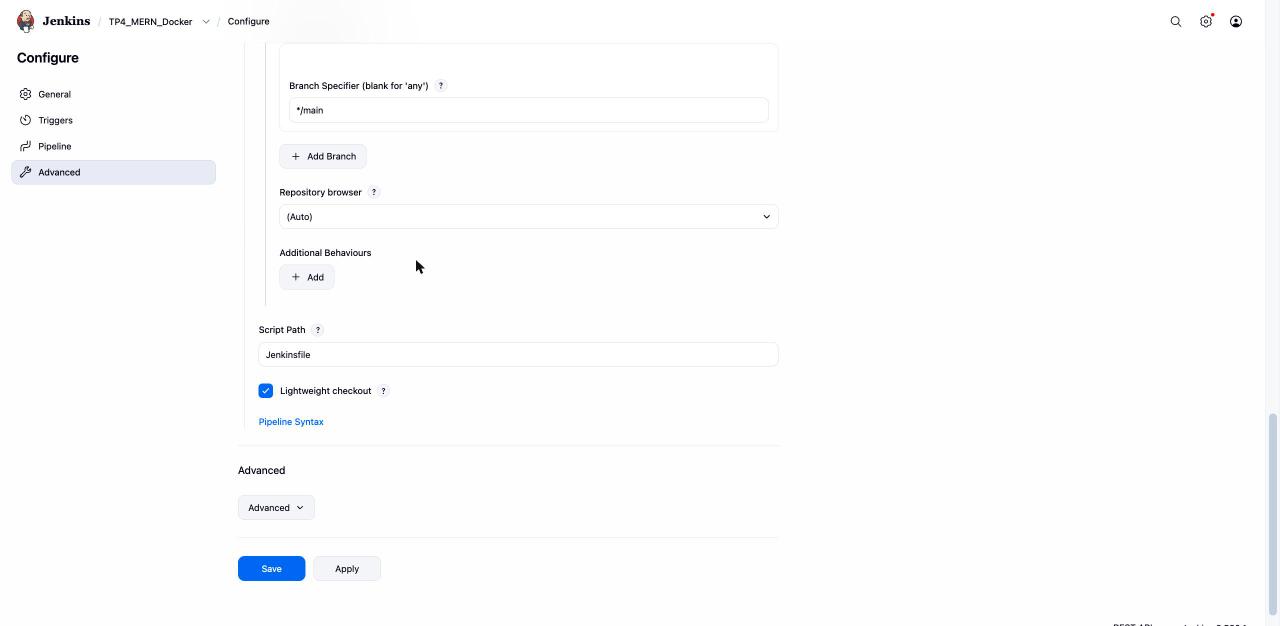 Jenkins / TP4_MERN_Docker / Configure
Configure
General
Triggers
Pipeline
Advanced
Branch Specifier (blank for 'any') ?
*/main
+ Add Branch
Repository browser ?
(Auto)
Additional Behaviours
+ Add
Script Path ?
Jenkinsfile
Lightweight checkout ?
Pipeline Syntax
Advanced
Advanced
Save
Apply